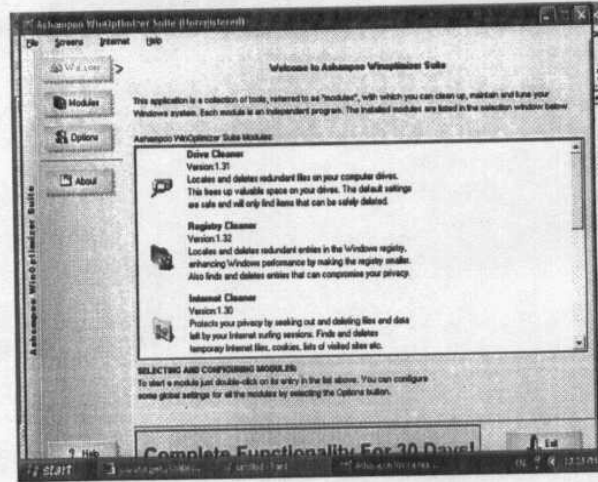 Ashampoo WinOptimizer Suite (Unregistered)
File Screens Internet Help
Welcome to Ashampoo Winoptimizer Suite
Modules
Options
About
Ashampoo WinOptimizer Suite
This application is a collection of tools, referred to as "modules", with which you can clean up, maintain and tune your
Windows system. Each module is an independent program. The installed modules are listed in the selection window below
Ashampoo WinOptimizer Suite Modules:
Drive Cleaner
Version:1.31
Locates and deletes redundant files on your computer drives.
This frees up valuable space on your drives. The default settings
are safe and will only find items that can be safely deleted.
Registry Cleaner
Version:1.32
Locates and deletes redundant entries in the Windows registry,
enhancing Windows performance by making the registry smaller.
Also finds and deletes entries that can compromise your privacy.
Internet Cleaner
Version:1.30
Protects your privacy by seeking out and deleting files and data
left by your Internet surfing sessions. Finds and deletes
temporary Internet files, cookies, lists of visited sites etc.
SELECTING AND CONFIGURING MODULES:
To start a module just double-click on its entry in the list above. You can configure
some global settings for all the modules by selecting the Options button.
? Help
Complete Functionality For 30 Days!
Exit
start
untitled - Paint